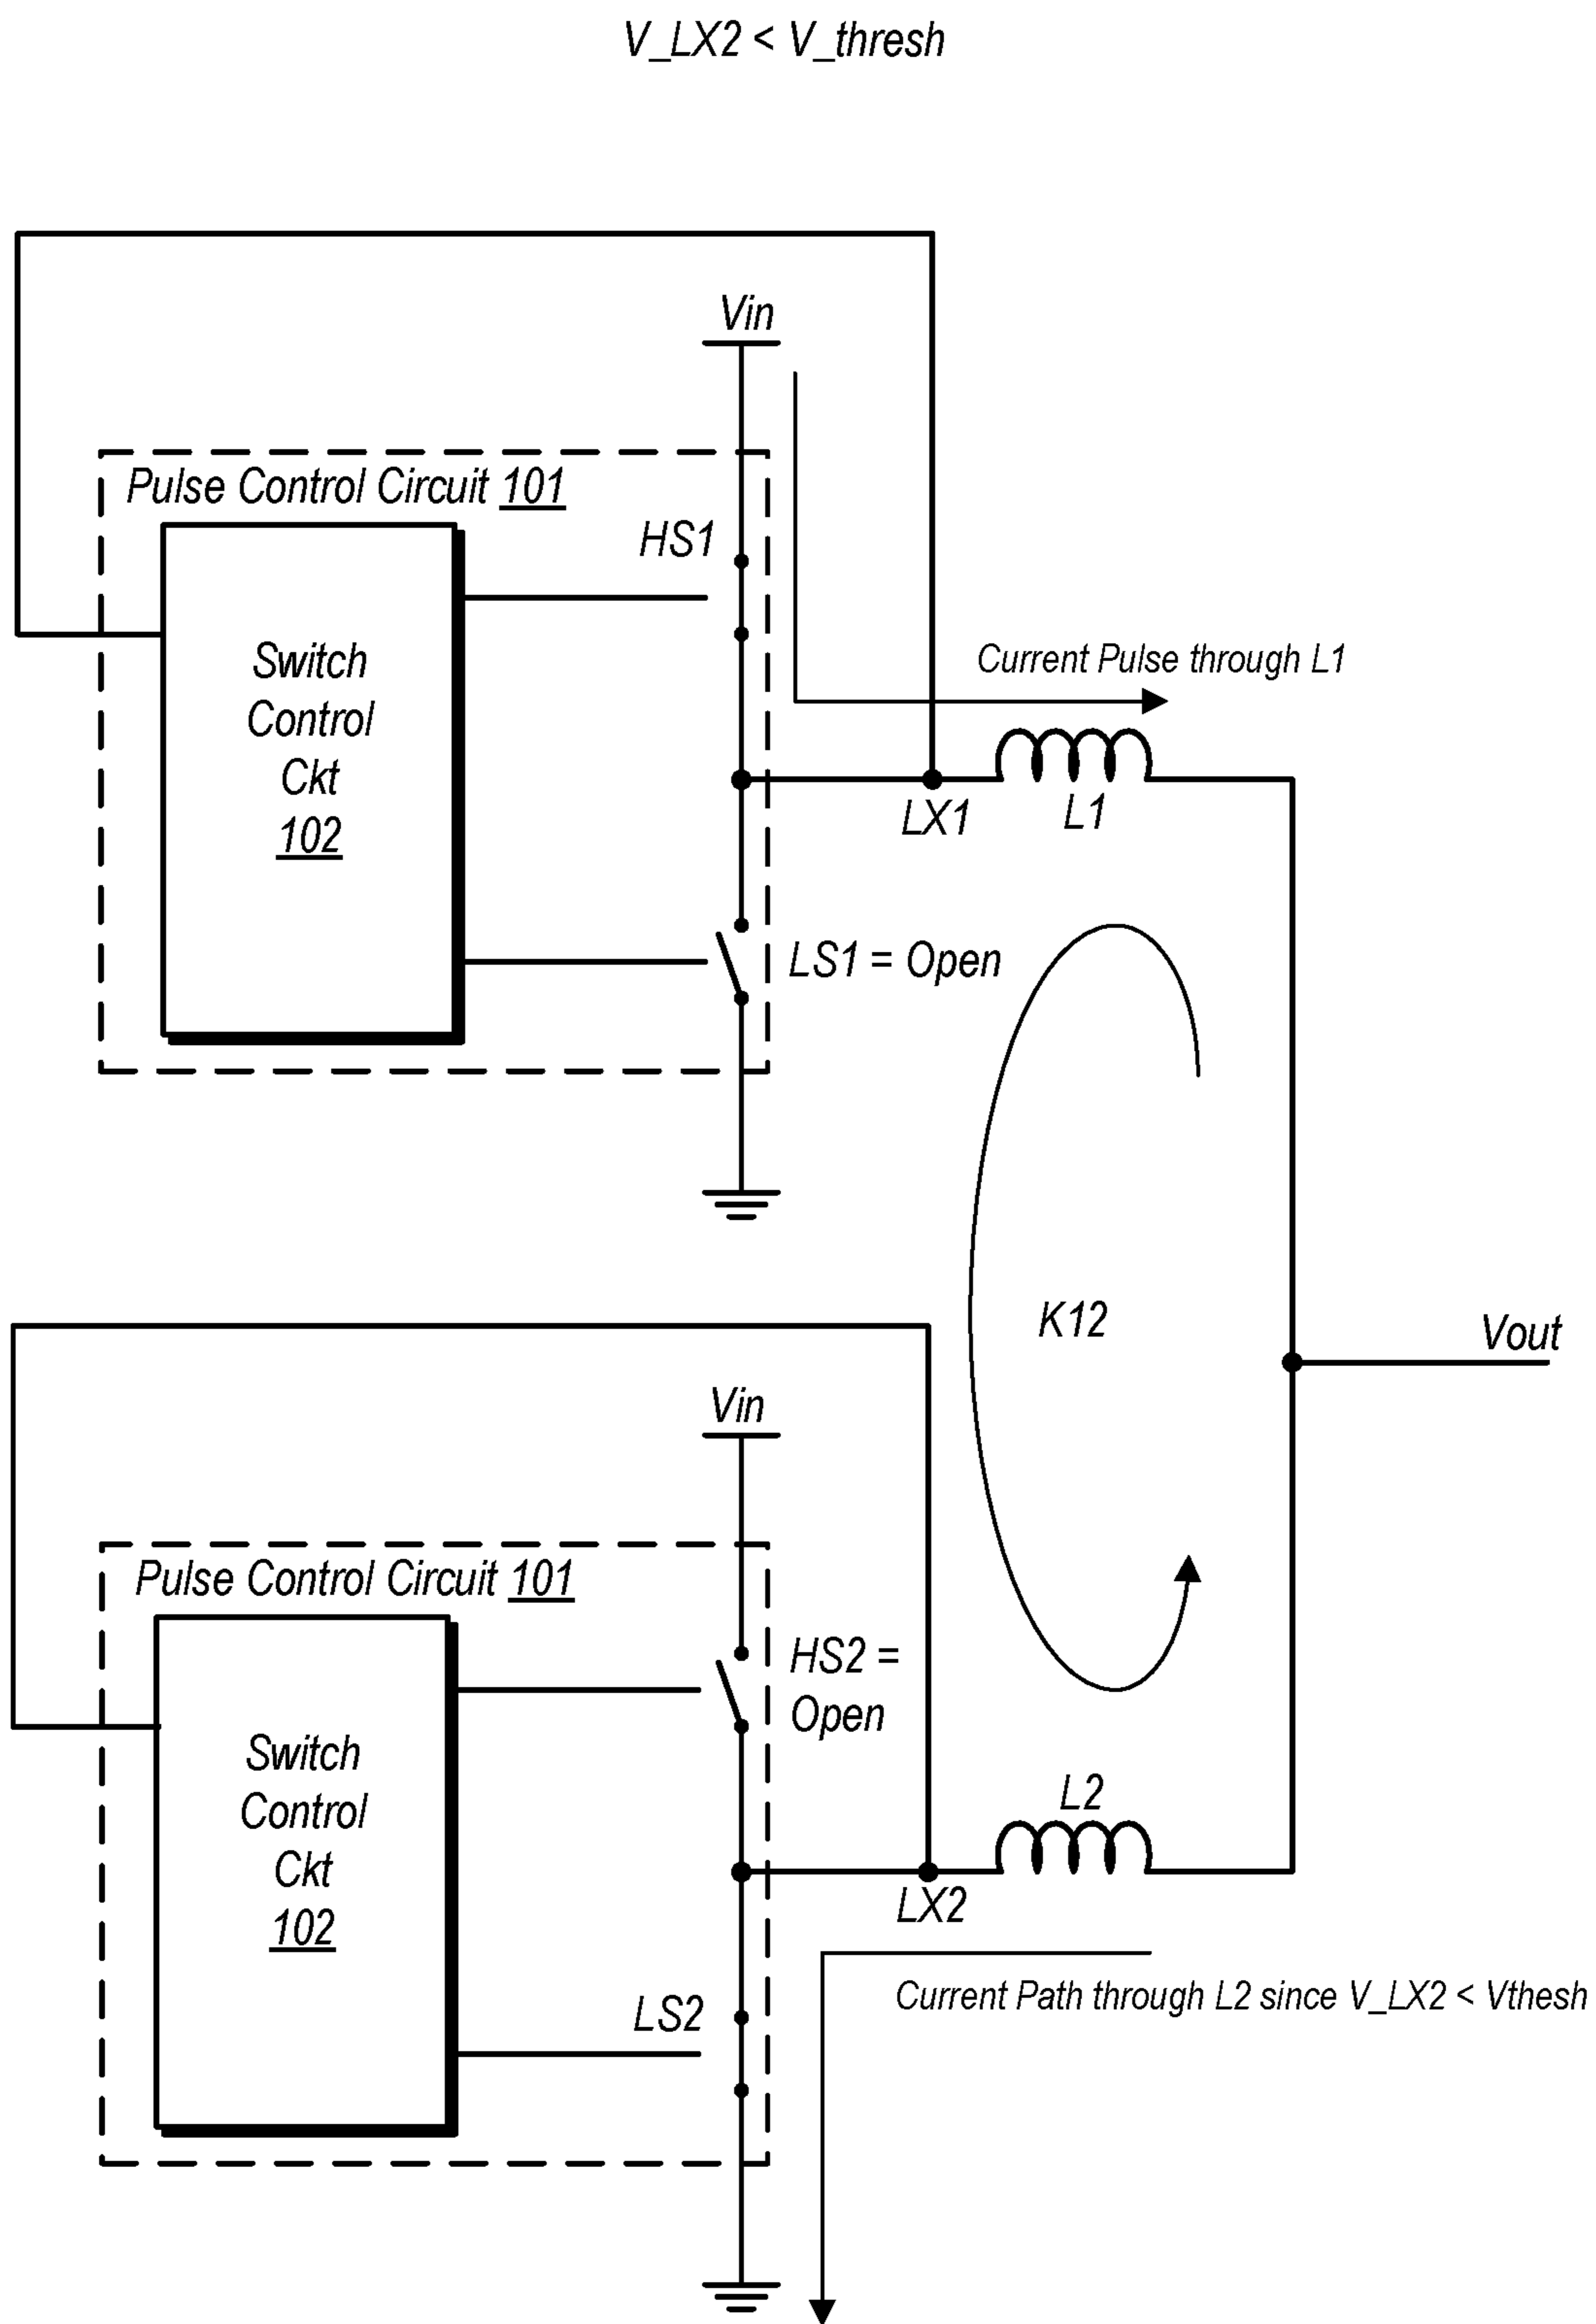 V_LX2 < V_thresh
Vin
Pulse Control Circuit 101
HS1
Switch
Control
Ckt
102
Current Pulse through L1
LX1
L1
LS1 = Open
K12
Vout
Vin
Pulse Control Circuit 101
HS2 =
Open
Switch
Control
Ckt
102
L2
LX2
LS2
Current Path through L2 since V_LX2 < Vthesh